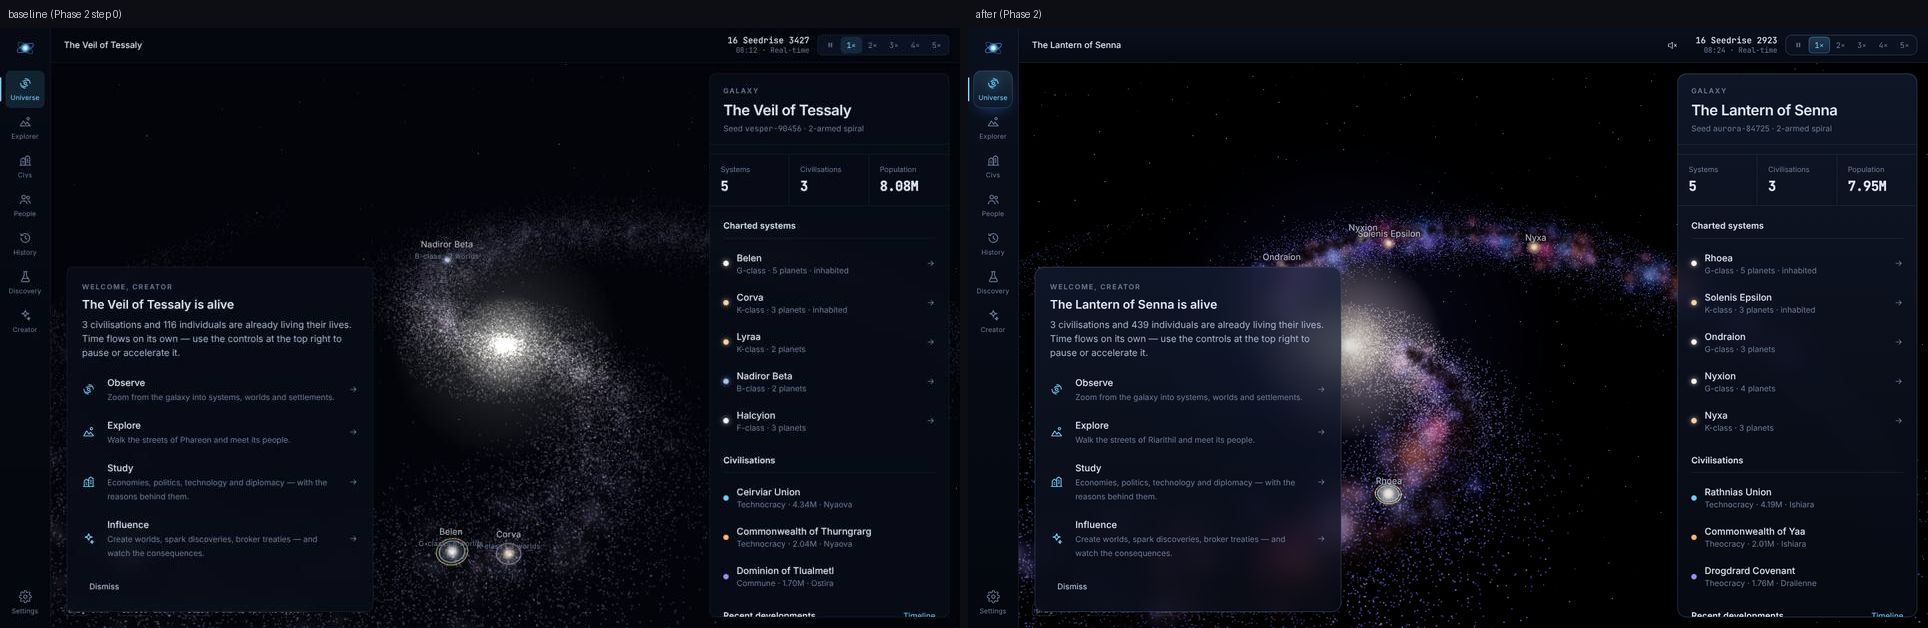 baseline (Phase 2 step 0)
The Veil of Tessaly
16 Seedrise 3427
08:12 · Real-time
1× 2× 3× 4× 5×
Universe
Explorer
Civs
People
History
Discovery
Creator
Settings
Nadiror Beta
Belen
Corva
WELCOME, CREATOR
The Veil of Tessaly is alive
3 civilisations and 116 individuals are already living their lives.
Time flows on its own — use the controls at the top right to
pause or accelerate it.
Observe
Zoom from the galaxy into systems, worlds and settlements.
Explore
Walk the streets of Phareon and meet its people.
Study
Economies, politics, technology and diplomacy — with the
reasons behind them.
Influence
Create worlds, spark discoveries, broker treaties — and
watch the consequences.
Dismiss
GALAXY
The Veil of Tessaly
Seed vesper-90456 · 2-armed spiral
Systems
5
Civilisations
3
Population
8.08M
Charted systems
Belen
G-class · 5 planets · inhabited
Corva
K-class · 3 planets · inhabited
Lyraa
K-class · 2 planets
Nadiror Beta
B-class · 2 planets
Halcyion
F-class · 3 planets
Civilisations
Ceirviar Union
Technocracy · 4.34M · Nyaova
Commonwealth of Thurngrarg
Technocracy · 2.04M · Nyaova
Dominion of Tlualmetl
Commune · 1.70M · Ostira
Recent developments
Timeline
after (Phase 2)
The Lantern of Senna
16 Seedrise 2923
08:24 · Real-time
1× 2× 3× 4× 5×
Universe
Explorer
Civs
People
History
Discovery
Creator
Settings
Nyxion
Solenis Epsilon
Nyxa
Ondraion
Rhoea
WELCOME, CREATOR
The Lantern of Senna is alive
3 civilisations and 439 individuals are already living their lives.
Time flows on its own — use the controls at the top right to
pause or accelerate it.
Observe
Zoom from the galaxy into systems, worlds and settlements.
Explore
Walk the streets of Riarithil and meet its people.
Study
Economies, politics, technology and diplomacy — with the
reasons behind them.
Influence
Create worlds, spark discoveries, broker treaties — and
watch the consequences.
Dismiss
GALAXY
The Lantern of Senna
Seed aurora-84725 · 2-armed spiral
Systems
5
Civilisations
3
Population
7.95M
Charted systems
Rhoea
G-class · 5 planets · inhabited
Solenis Epsilon
K-class · 3 planets · inhabited
Ondraion
G-class · 3 planets
Nyxion
G-class · 4 planets
Nyxa
K-class · 3 planets
Civilisations
Rathnias Union
Technocracy · 4.19M · Ishiara
Commonwealth of Yaa
Theocracy · 2.01M · Ishiara
Drogdrard Covenant
Theocracy · 1.76M · Drailenne
Recent developments
Timeline